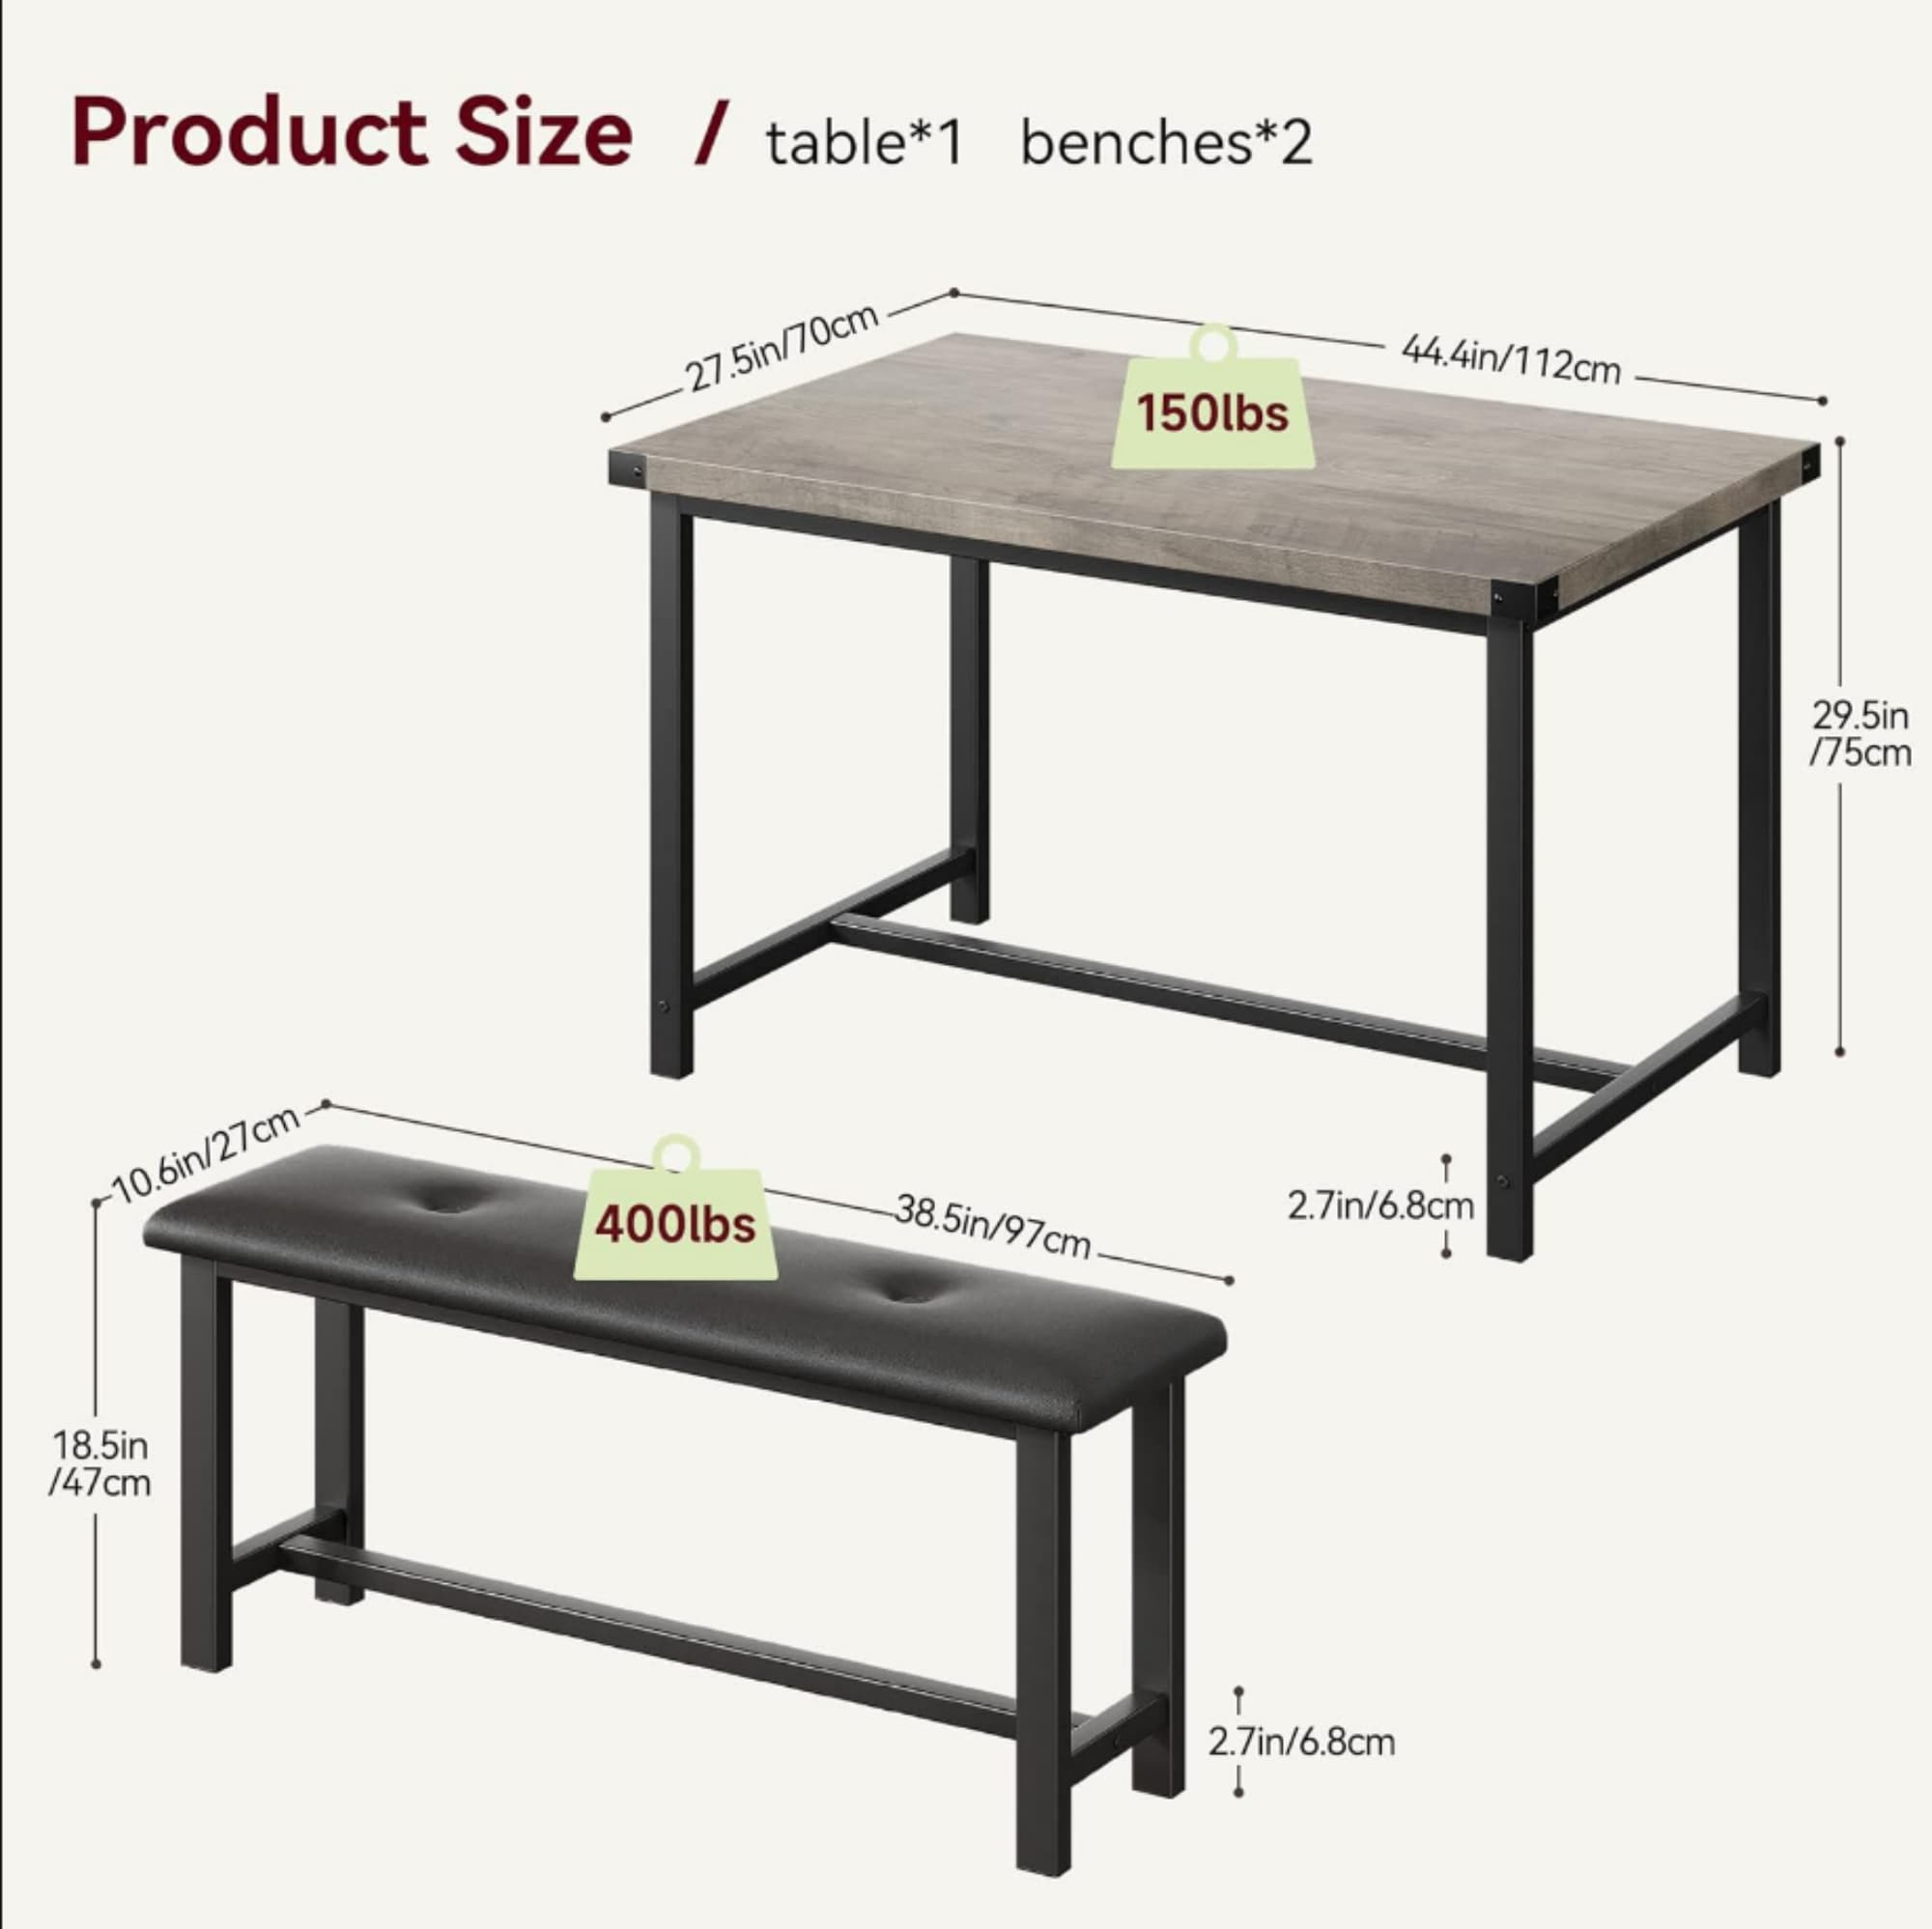 Product Size / table*1 benches*2
27.5in/70cm
44.4in/112cm
150lbs
29.5in
/75cm
10.6in/27cm
400lbs
38.5in/97cm
2.7in/6.8cm
18.5in
/47cm
2.7in/6.8cm